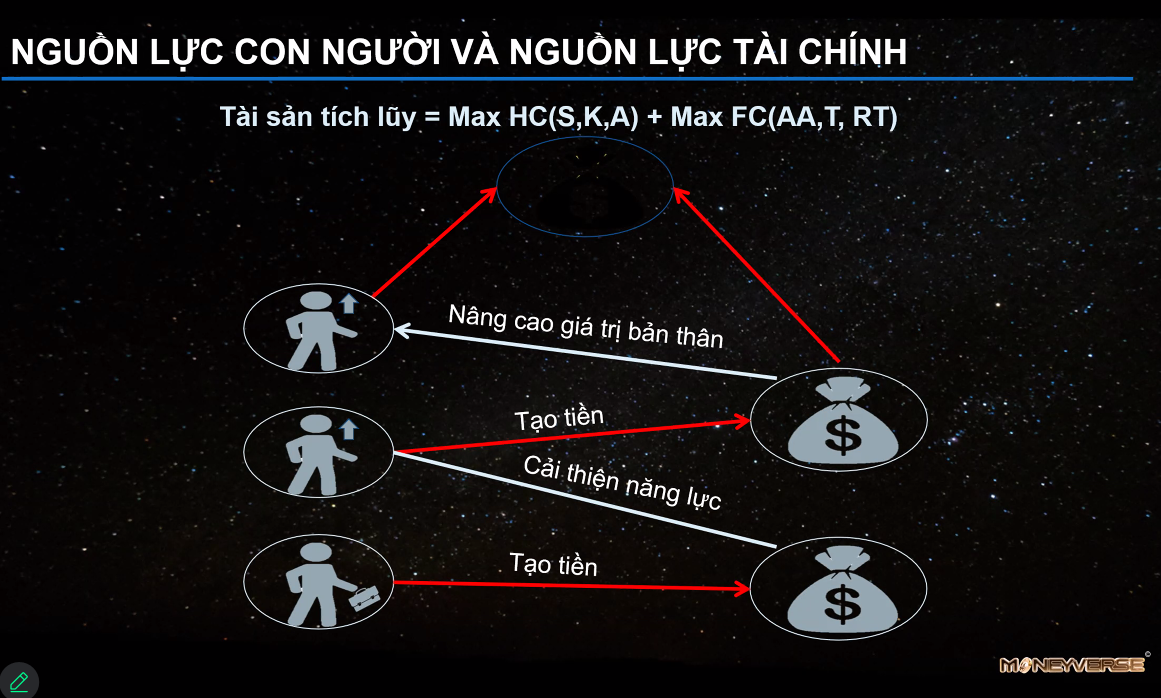 NGUỒN LỰC CON NGƯỜI VÀ NGUỒN LỰC TÀI CHÍNH
Tài sản tích lũy = Max HC(S,K,A) + Max FC(AA,T, RT)
$
Nâng cao giá trị bản thân
Tạo tiền
$
Cải thiện năng lực
Tạo tiền
$
MONEYVERSE©